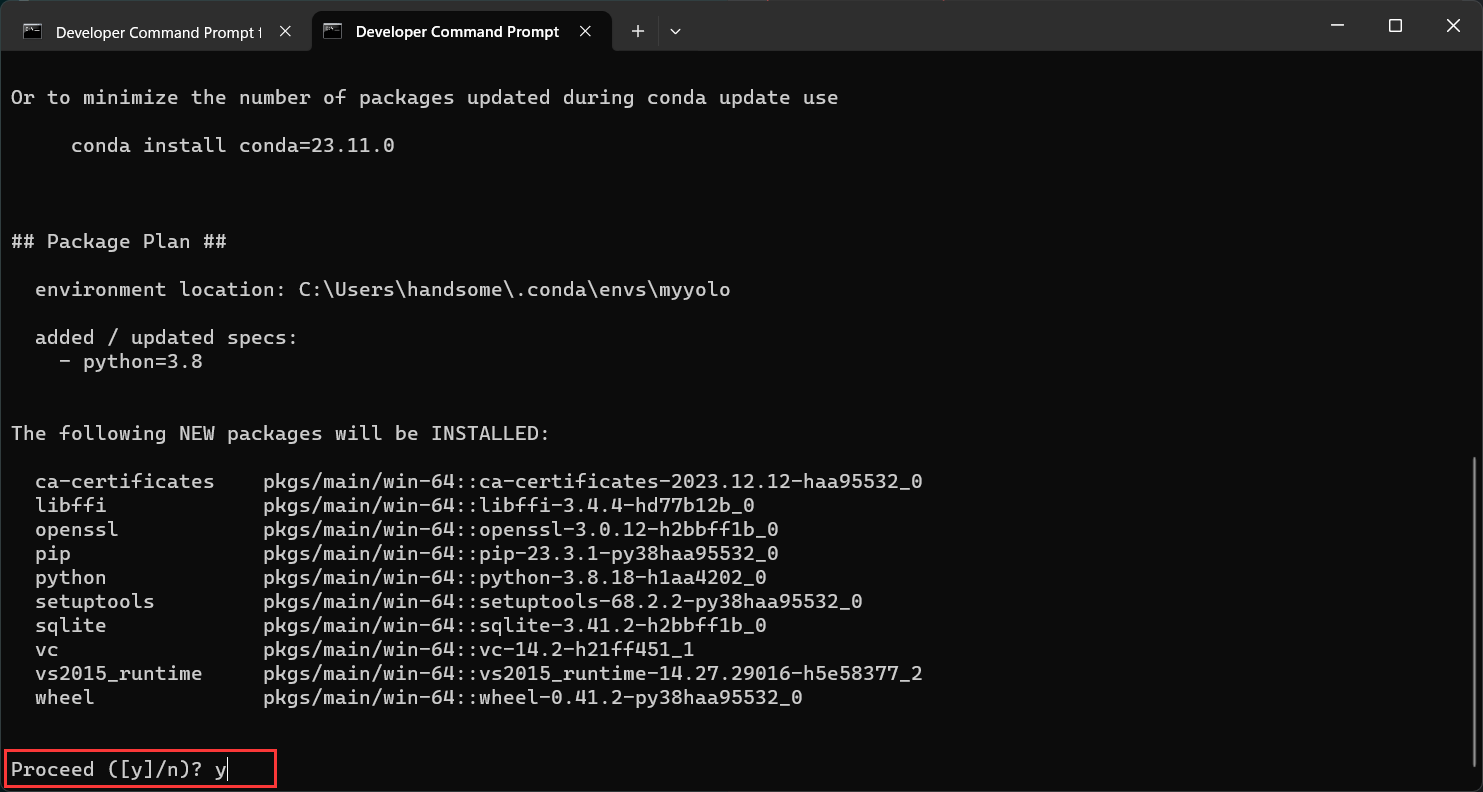 Developer Command Prompt f
Developer Command Prompt
Or to minimize the number of packages updated during conda update use
conda install conda=23.11.0
## Package Plan ##
environment location: C:\Users\handsome\.conda\envs\myyolo
added / updated specs:
- python=3.8
The following NEW packages will be INSTALLED:
ca-certificates pkgs/main/win-64::ca-certificates-2023.12.12-haa95532_0
libffi pkgs/main/win-64::libffi-3.4.4-hd77b12b_0
openssl pkgs/main/win-64::openssl-3.0.12-h2bbff1b_0
pip pkgs/main/win-64::pip-23.3.1-py38haa95532_0
python pkgs/main/win-64::python-3.8.18-h1aa4202_0
setuptools pkgs/main/win-64::setuptools-68.2.2-py38haa95532_0
sqlite pkgs/main/win-64::sqlite-3.41.2-h2bbff1b_0
vc pkgs/main/win-64::vc-14.2-h21ff451_1
vs2015_runtime pkgs/main/win-64::vs2015_runtime-14.27.29016-h5e58377_2
wheel pkgs/main/win-64::wheel-0.41.2-py38haa95532_0
Proceed ([y]/n)? y